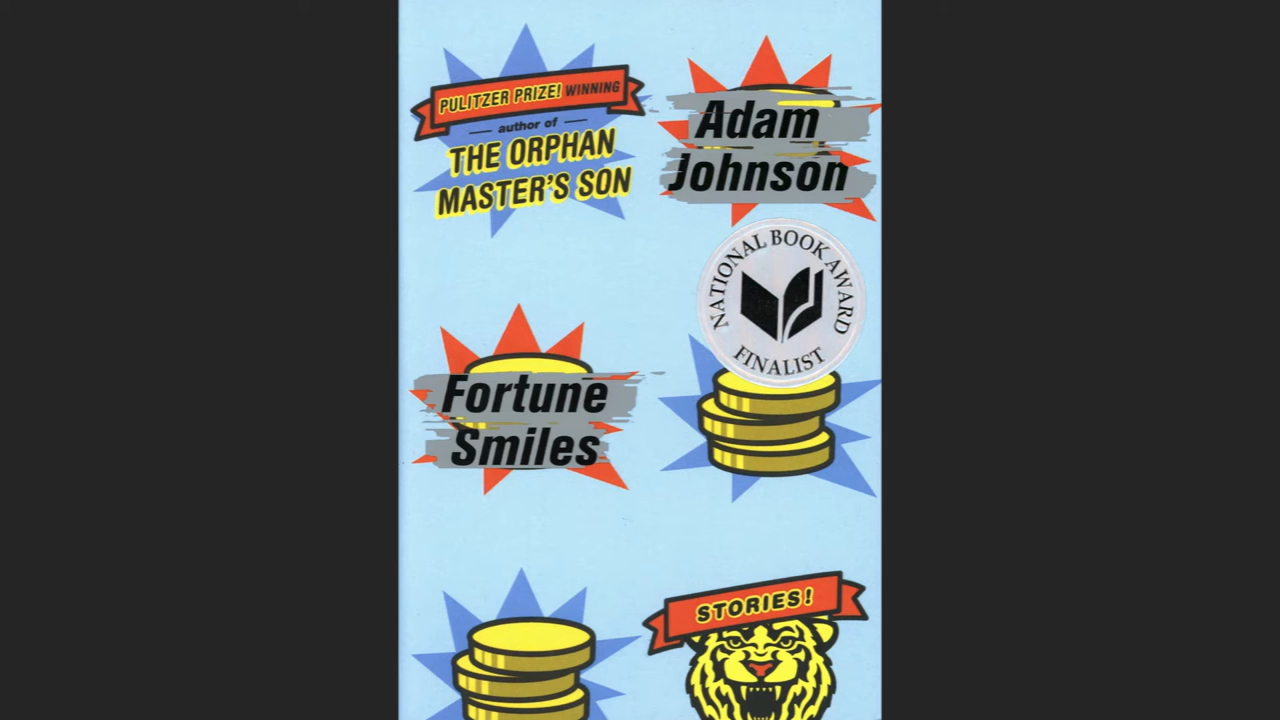 PULITZER PRIZE! WINNING
author of
THE ORPHAN
MASTER'S SON
Adam
Johnson
NATIONAL BOOK AWARD
FINALIST
Fortune
Smiles
STORIES!